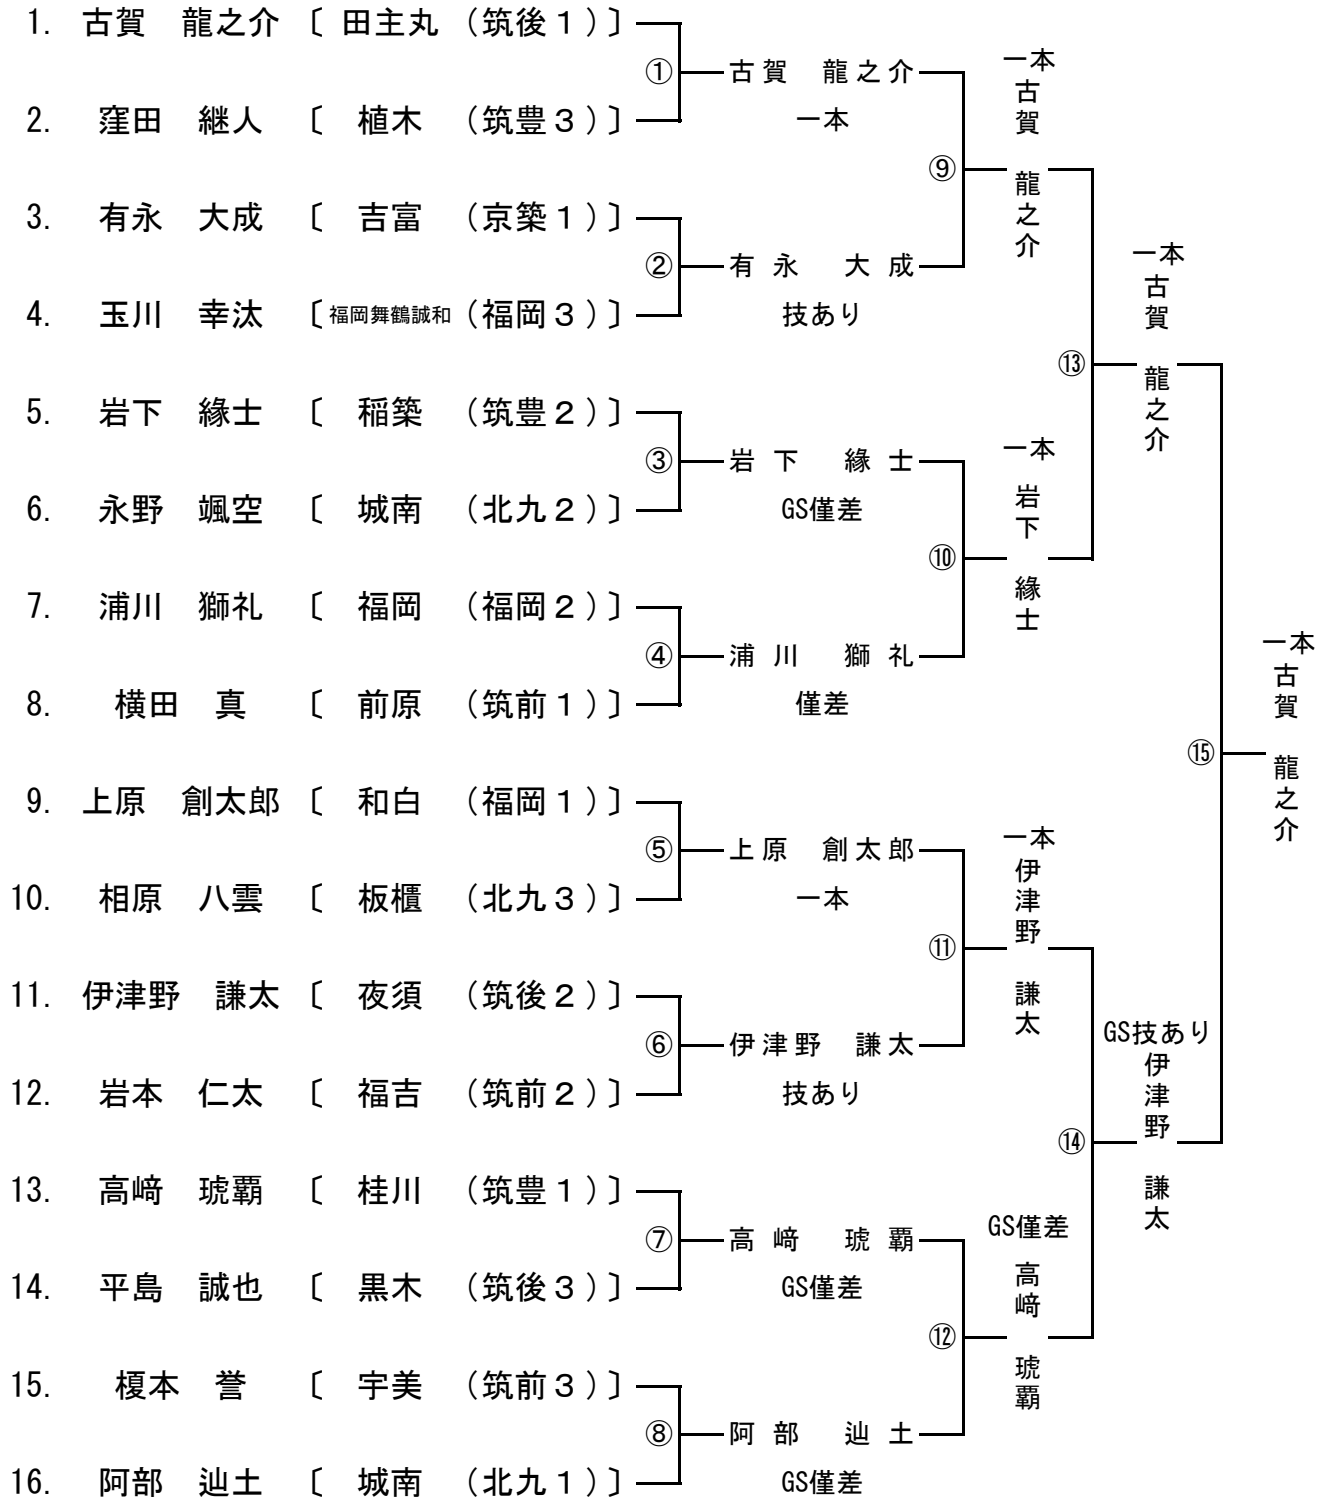 1. 古賀 龍之介 〔 田主丸 （筑後１）〕
2. 窪田 継人 〔 植木 （筑豊３）〕
3. 有永 大成 〔 吉富 （京築１）〕
4. 玉川 幸汰 〔福岡舞鶴誠和（福岡３）〕
5. 岩下 緣士 〔 稲築 （筑豊２）〕
6. 永野 颯空 〔 城南 （北九２）〕
7. 浦川 獅礼 〔 福岡 （福岡２）〕
8. 横田 真 〔 前原 （筑前１）〕
9. 上原 創太郎 〔 和白 （福岡１）〕
10. 相原 八雲 〔 板櫃 （北九３）〕
11. 伊津野 謙太 〔 夜須 （筑後２）〕
12. 岩本 仁太 〔 福吉 （筑前２）〕
13. 高﨑 琥覇 〔 桂川 （筑豊１）〕
14. 平島 誠也 〔 黒木 （筑後３）〕
15. 榎本 誉 〔 宇美 （筑前３）〕
16. 阿部 辿土 〔 城南 （北九１）〕
① 古賀 龍之介
一本
② 有永 大成
技あり
③ 岩下 緣士
GS僅差
④ 浦川 獅礼
僅差
⑤ 上原 創太郎
一本
⑥ 伊津野 謙太
技あり
⑦ 高﨑 琥覇
GS僅差
⑧ 阿部 辿土
GS僅差
⑨
一本
古賀 龍之介
⑩
一本
岩下 緣士
⑪
一本
伊津野 謙太
⑫
GS僅差
高﨑 琥覇
⑬
一本
古賀 龍之介
⑭
GS技あり
伊津野 謙太
⑮
一本
古賀 龍之介